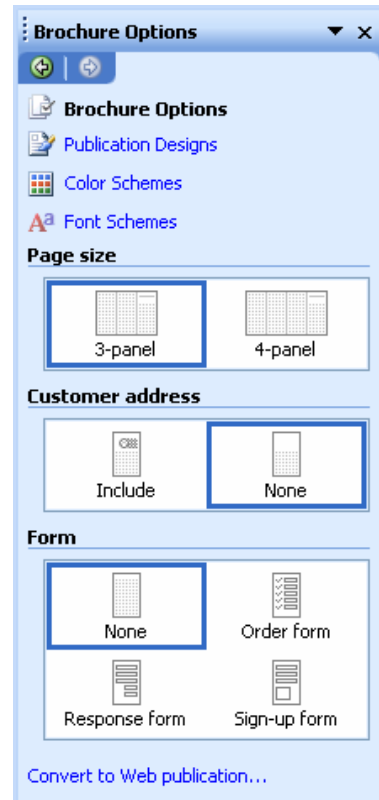 Brochure Options
Brochure Options
Publication Designs
Color Schemes
Aa Font Schemes
Page size
3-panel 4-panel
Customer address
Include None
Form
None Order form
Response form Sign-up form
Convert to Web publication...